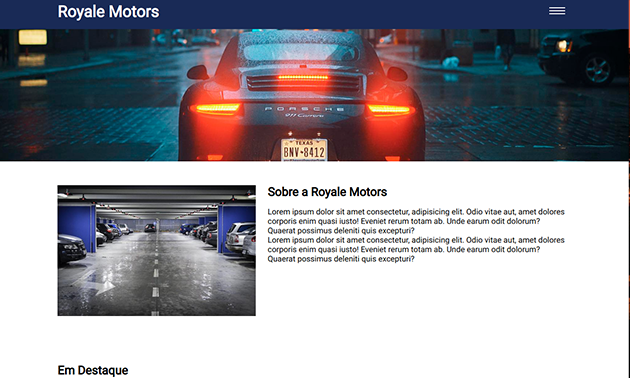 Royale Motors
PORSCHE
911 Carrera
TEXAS
BNV•8412
Sobre a Royale Motors
Lorem ipsum dolor sit amet consectetur, adipisicing elit. Odio vitae aut, amet dolores
corporis enim quasi iusto! Eveniet rerum totam ab. Unde earum odit dolorum?
Quaerat possimus deleniti quis excepturi?
Lorem ipsum dolor sit amet consectetur, adipisicing elit. Odio vitae aut, amet dolores
corporis enim quasi iusto! Eveniet rerum totam ab. Unde earum odit dolorum?
Quaerat possimus deleniti quis excepturi?
Em Destaque